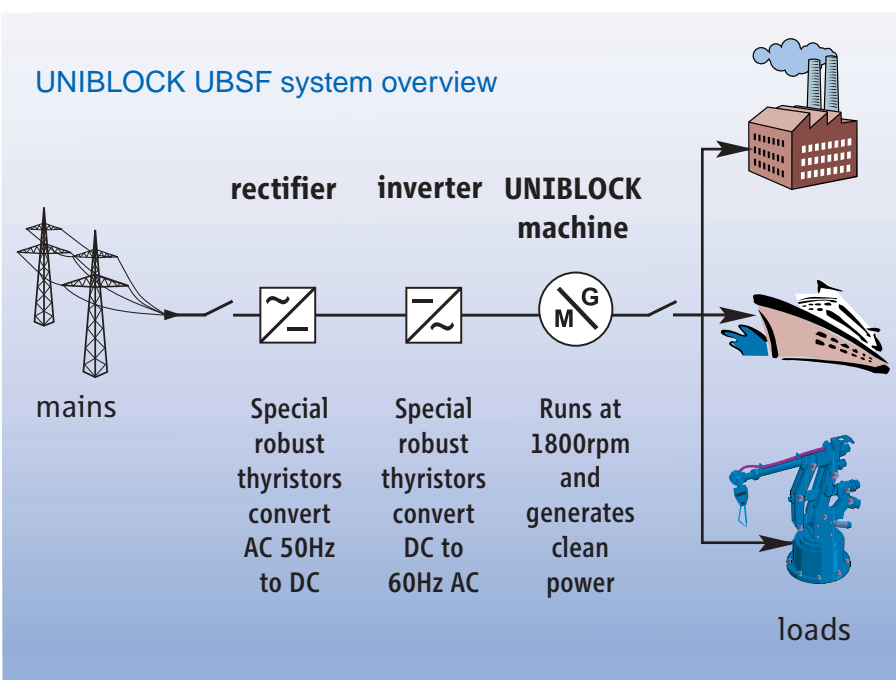 UNIBLOCK UBSF system overview
rectifier
inverter
UNIBLOCK
machine
G
M
mains
Special
robust
thyristors
convert
AC 50Hz
to DC
Special
robust
thyristors
convert
DC to
60Hz AC
Runs at
1800rpm
and
generates
clean
power
loads